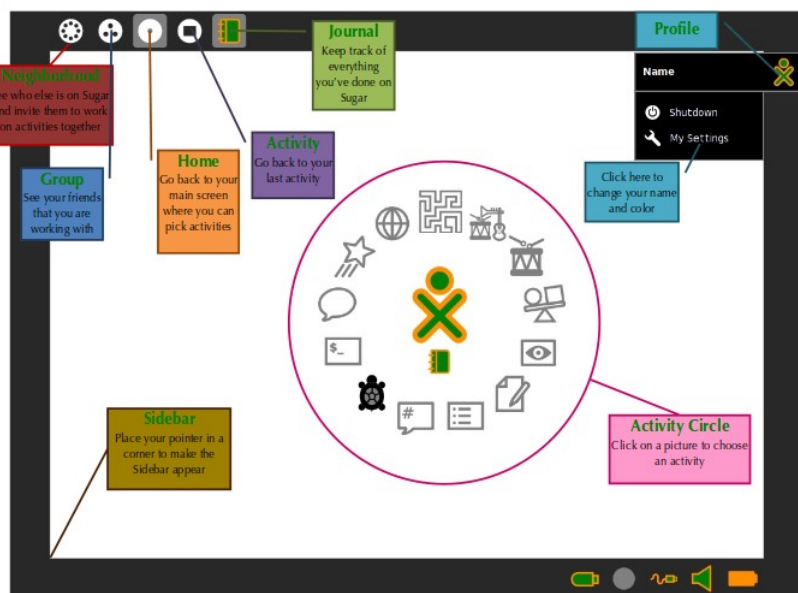 Journal
Keep track of
everything
you've done on
Sugar
Profile
Name
Shutdown
My Settings
Click here to
change your name
and color
Neighborhood
ee who else is on Sugar
nd invite them to work
on activities together
Group
See your friends
that you are
working with
Home
Go back to your
main screen
where you can
pick activities
Activity
Go back to your
last activity
$_
#
Sidebar
Place your pointer in a
corner to make the
Sidebar appear
Activity Circle
Click on a picture to choose
an activity